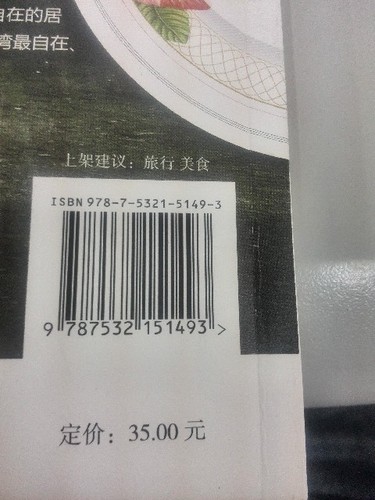 自在的居
湾最自在、
上架建议：旅行 美食
ISBN 978-7-5321-5149-3
9 787532 151493 >
定价：35.00 元